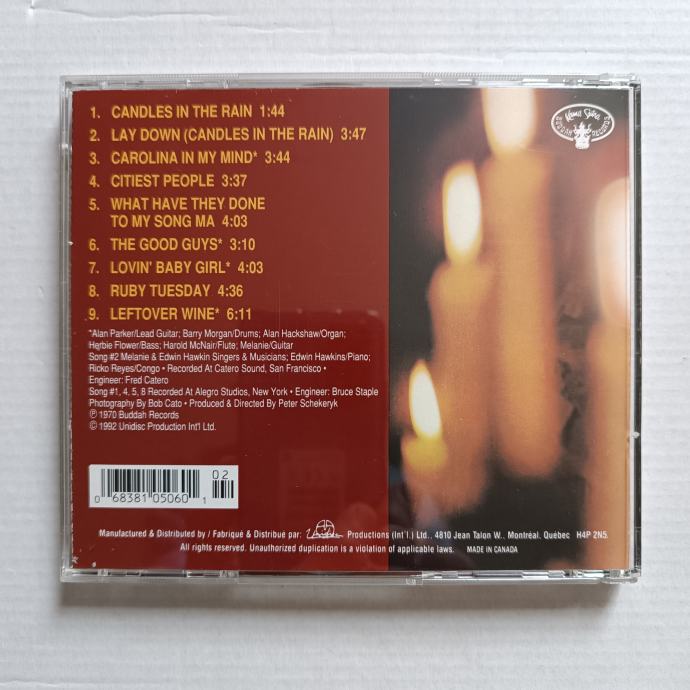 1. CANDLES IN THE RAIN 1:44
2. LAY DOWN (CANDLES IN THE RAIN) 3:47
3. CAROLINA IN MY MIND* 3:44
4. CITIEST PEOPLE 3:37
5. WHAT HAVE THEY DONE
TO MY SONG MA 4:03
6. THE GOOD GUYS* 3:10
7. LOVIN' BABY GIRL* 4:03
8. RUBY TUESDAY 4:36
9. LEFTOVER WINE* 6:11
*Alan Parker/Lead Guitar; Barry Morgan/Drums; Alan Hackshaw/Organ;
Herbie Flower/Bass; Harold McNair/Flute; Melanie/Guitar
Song #2 Melanie & Edwin Hawkin Singers & Musicians; Edwin Hawkins/Piano;
Ricko Reyes/Congo • Recorded At Catero Sound, San Francisco •
Engineer: Fred Catero
Song #1, 4, 5, 8 Recorded At Alegro Studios, New York • Engineer: Bruce Staple
Photography By Bob Cato • Produced & Directed By Peter Schekeryk
℗ 1970 Buddah Records
© 1992 Unidisc Production Int'l Ltd.
0 68381 05060 1 02
Manufactured & Distributed by / Fabriqué & Distribué par: Productions (Int'l.) Ltd., 4810 Jean Talon W., Montréal, Québec H4P 2N5.
All rights reserved. Unauthorized duplication is a violation of applicable laws. MADE IN CANADA